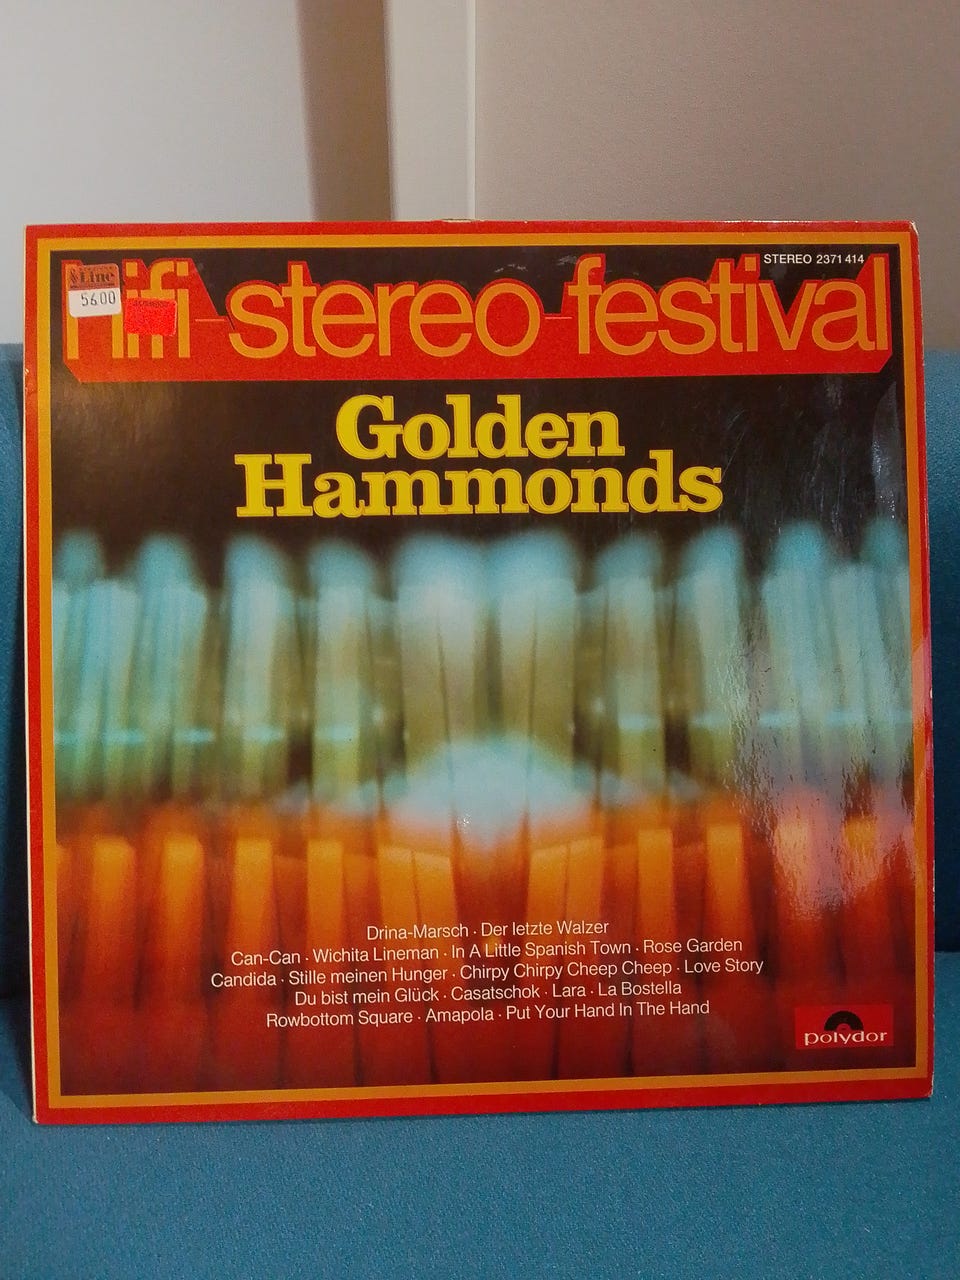 STEREO 2371 414
Line
5600
hifi-stereo-festival
Golden
Hammonds
Drina-Marsch · Der letzte Walzer
Can-Can · Wichita Lineman · In A Little Spanish Town · Rose Garden
Candida · Stille meinen Hunger · Chirpy Chirpy Cheep Cheep · Love Story
Du bist mein Glück · Casatschok · Lara · La Bostella
Rowbottom Square · Amapola · Put Your Hand In The Hand
polydor